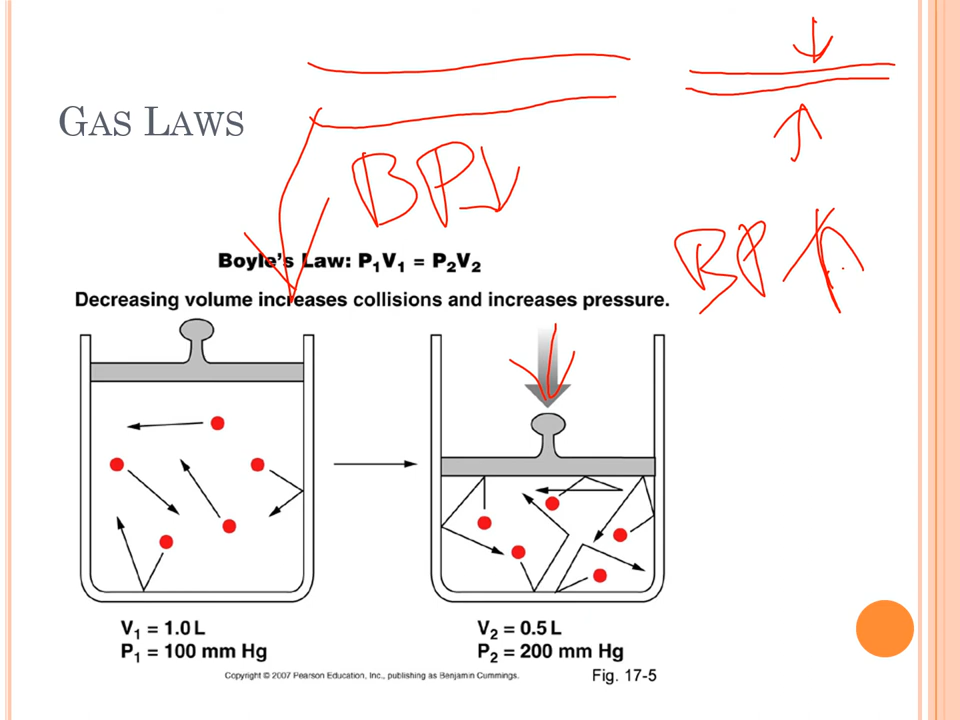 GAS LAWS
BP↓
BP↑
Boyle's Law: P₁V₁ = P₂V₂
Decreasing volume increases collisions and increases pressure.
V₁ = 1.0 L
P₁ = 100 mm Hg
V₂ = 0.5 L
P₂ = 200 mm Hg
Copyright © 2007 Pearson Education, Inc., publishing as Benjamin Cummings.
Fig. 17-5